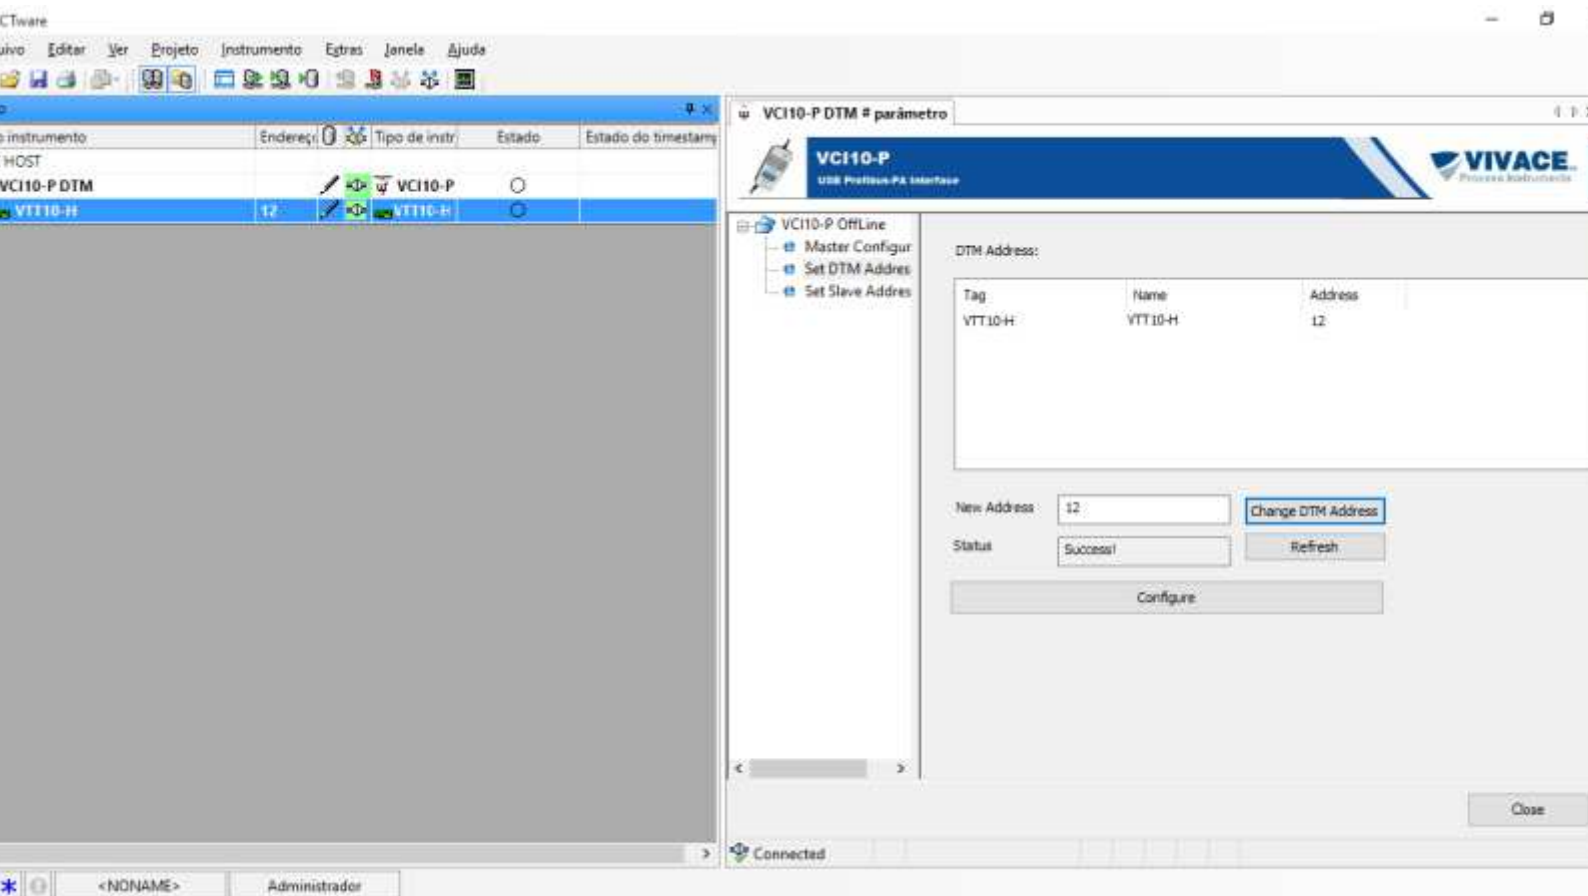 CTware
uivo Editar Ver Projeto Instrumento Extras Janela Ajuda
o
o instrumento Endereç Tipo de instr Estado Estado do timestamp
HOST
VCI10-P DTM VCI10-P
VTT10-H 12 VTT10-H
VCI10-P DTM # parâmetro
VCI10-P
USB Profibus-PA Interface
VIVACE
Process Instruments
VCI10-P OffLine
Master Configur
Set DTM Addres
Set Slave Addres
DTM Address:
Tag Name Address
VTT10-H VTT10-H 12
New Address 12 Change DTM Address
Status Success! Refresh
Configure
Close
Connected
<NONAME> Administrador